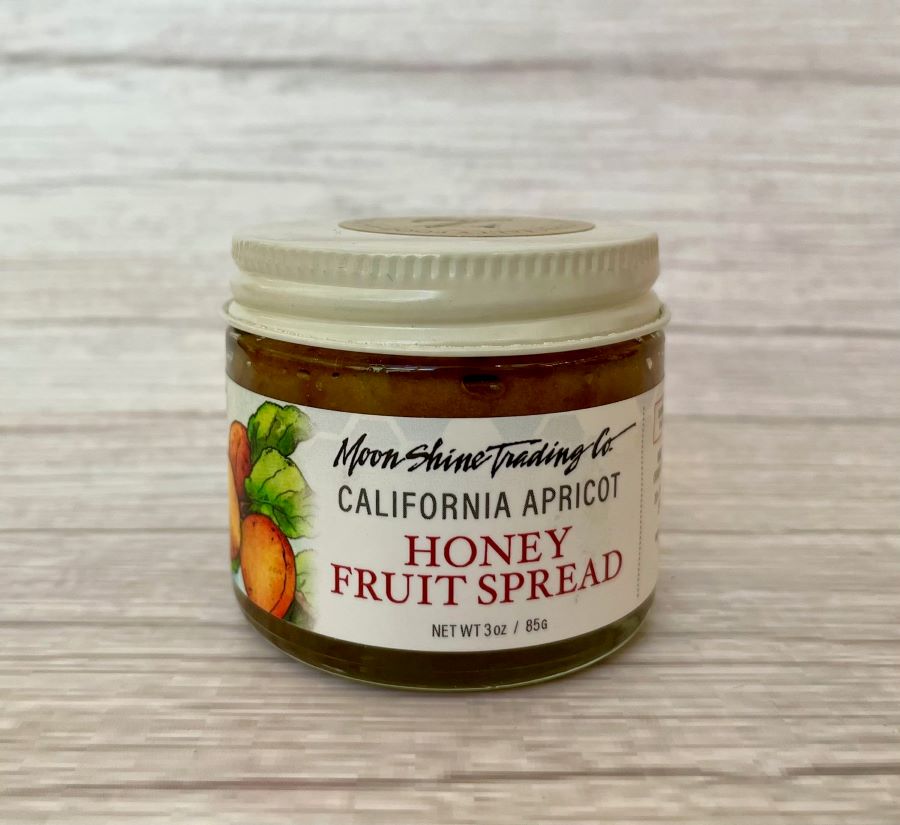 Moon Shine Trading Co.
CALIFORNIA APRICOT
HONEY
FRUIT SPREAD
NET WT 3 oz / 85G